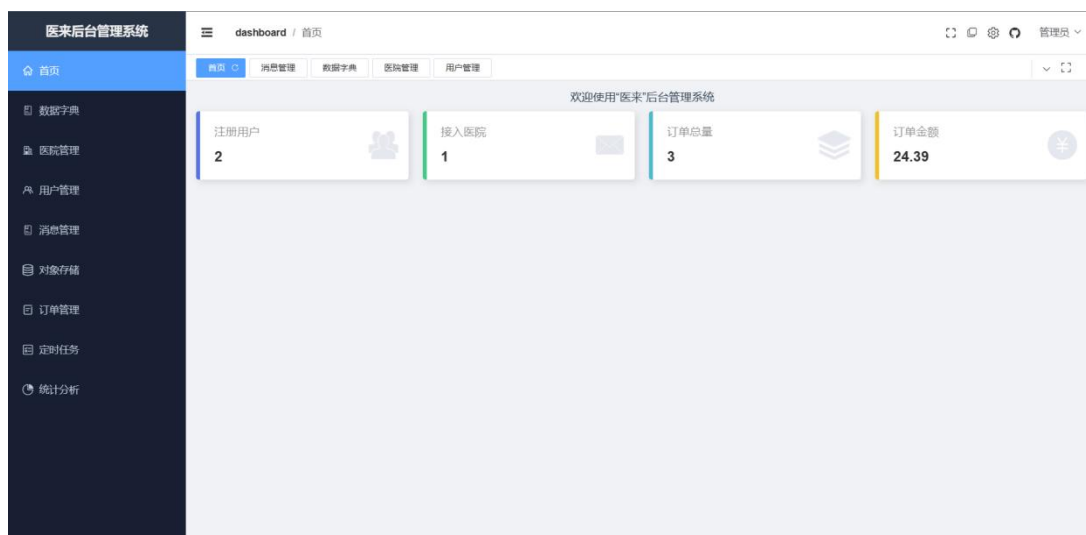 医来后台管理系统
dashboard / 首页
管理员
首页
数据字典
医院管理
用户管理
消息管理
对象存储
订单管理
定时任务
统计分析
首页 消息管理 数据字典 医院管理 用户管理
欢迎使用“医来”后台管理系统
注册用户
2
接入医院
1
订单总量
3
订单金额
24.39
¥